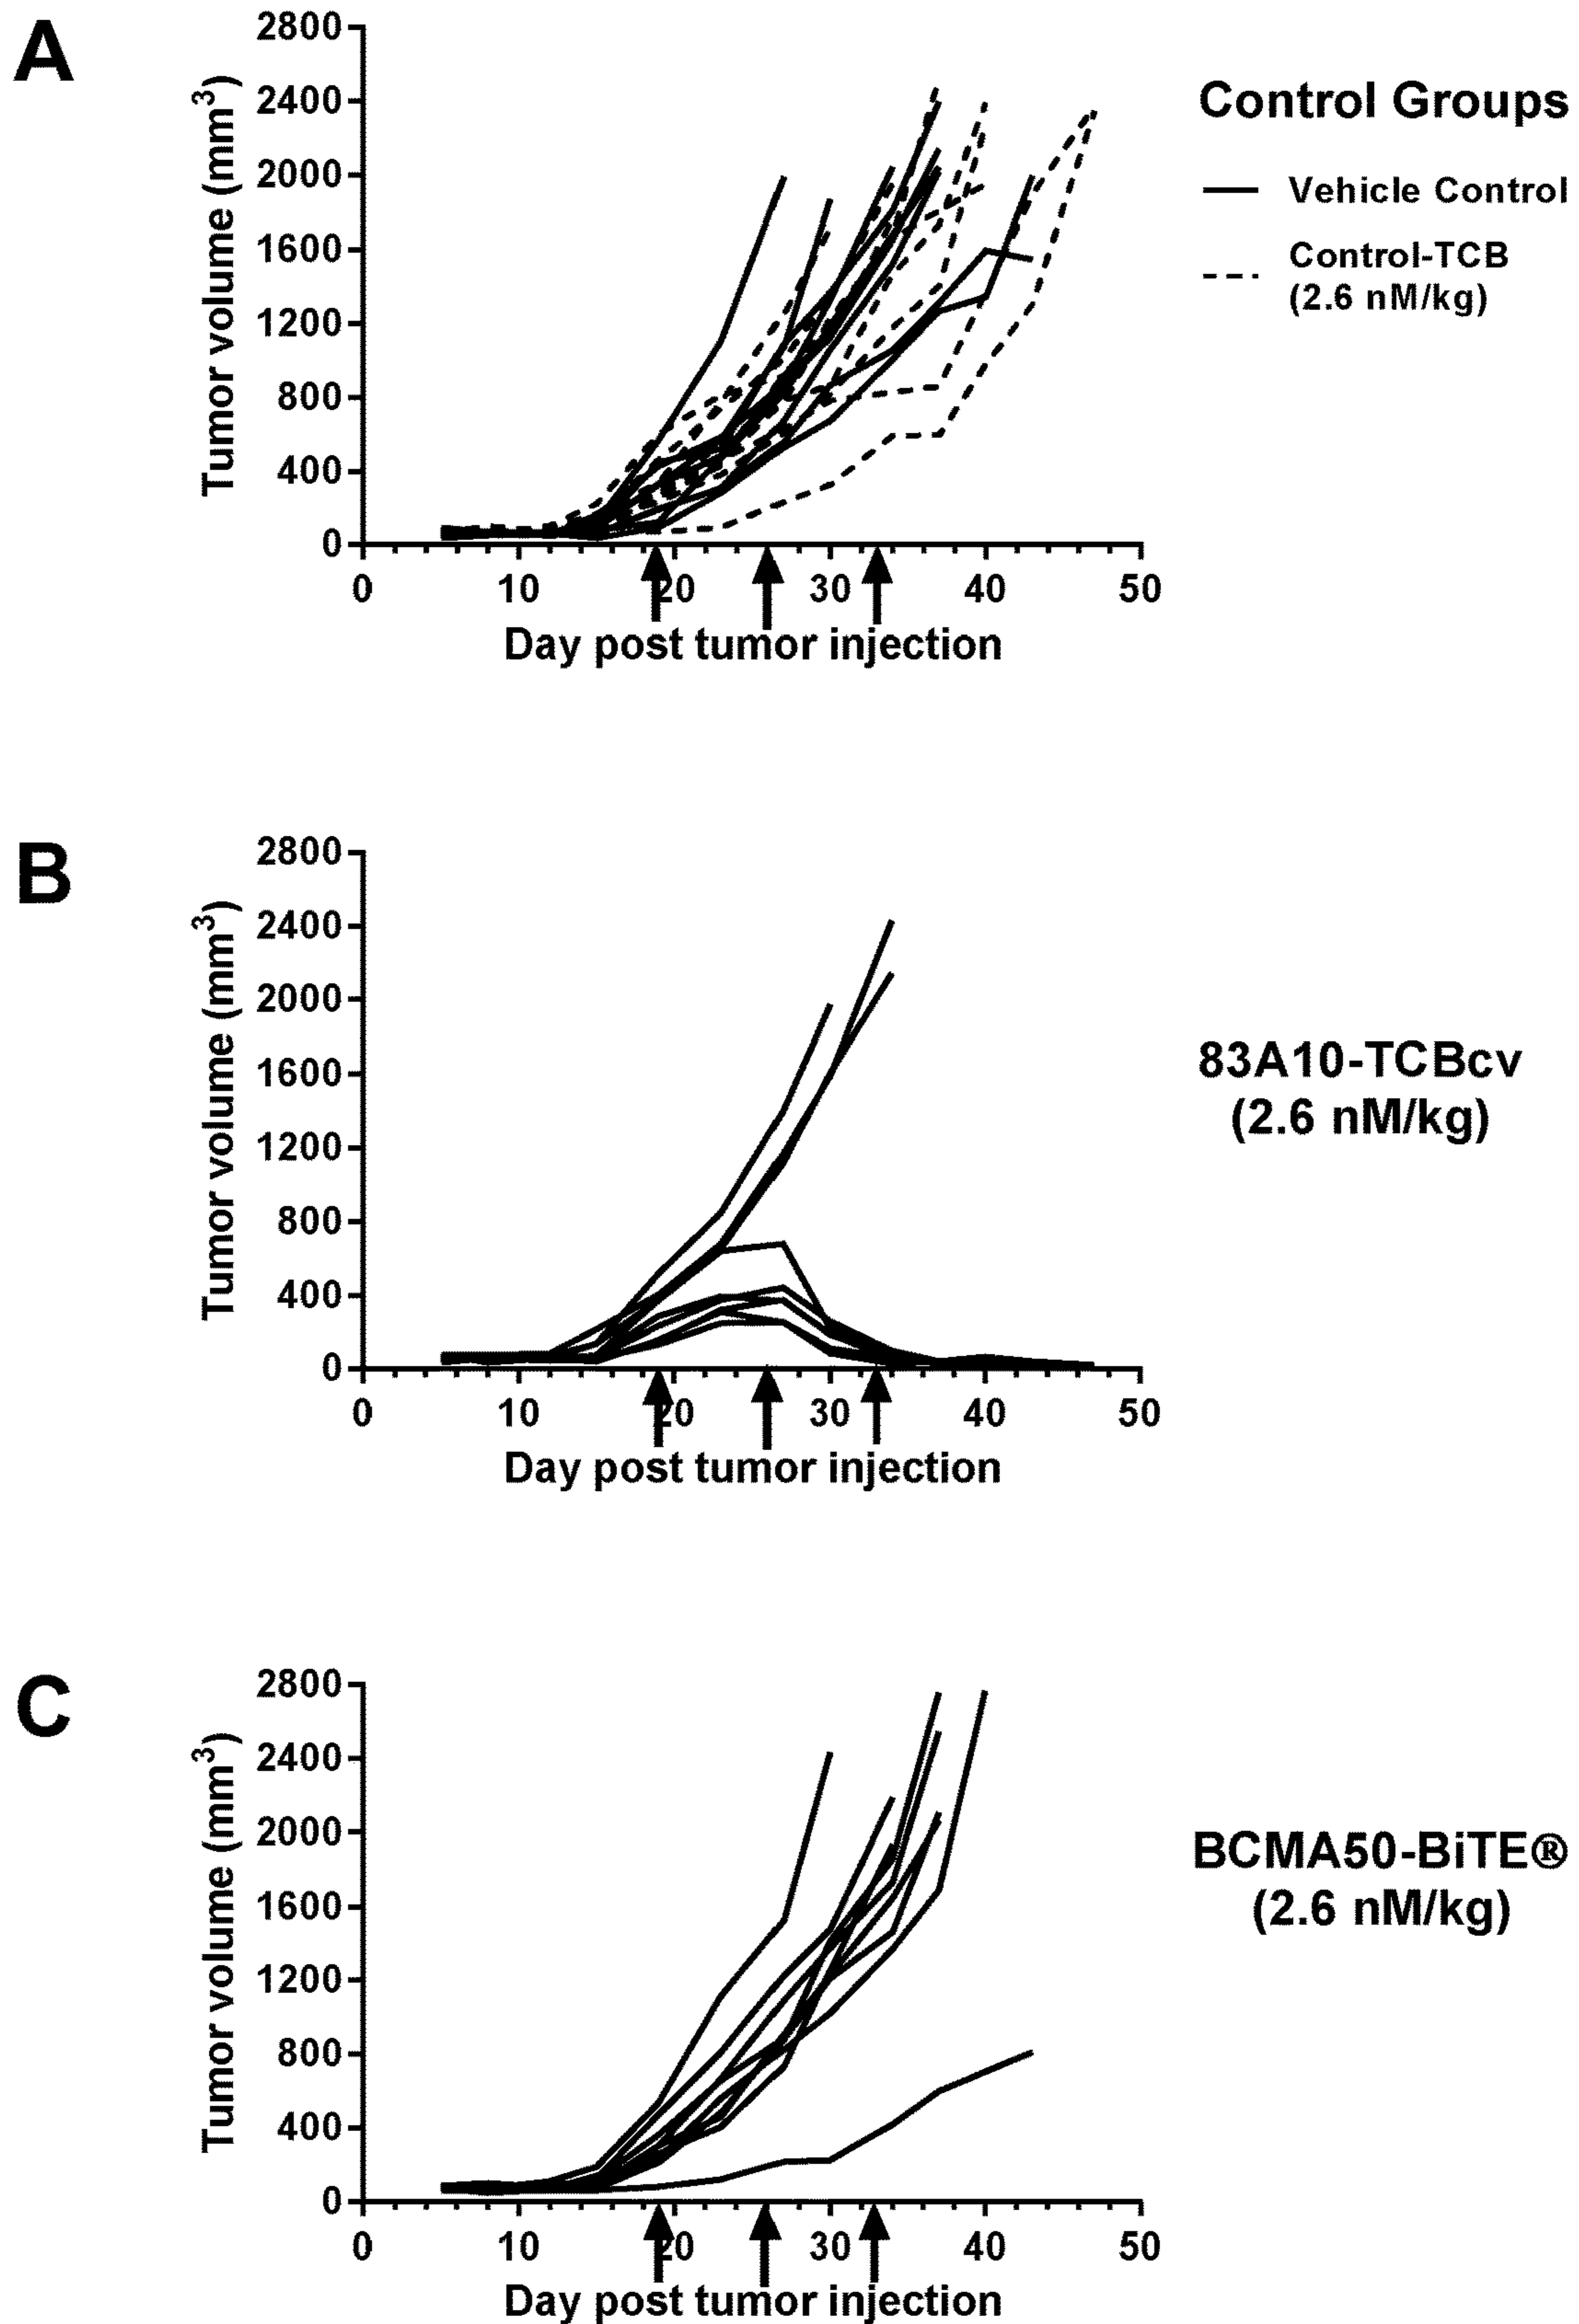 A
Tumor volume (mm³)
2800
2400
2000
1600
1200
800
400
0
0 10 20 30 40 50
Day post tumor injection
Control Groups
Vehicle Control
Control-TCB
(2.6 nM/kg)
B
Tumor volume (mm³)
2800
2400
2000
1600
1200
800
400
0
0 10 20 30 40 50
Day post tumor injection
83A10-TCBcv
(2.6 nM/kg)
C
Tumor volume (mm³)
2800
2400
2000
1600
1200
800
400
0
0 10 20 30 40 50
Day post tumor injection
BCMA50-BiTE®
(2.6 nM/kg)